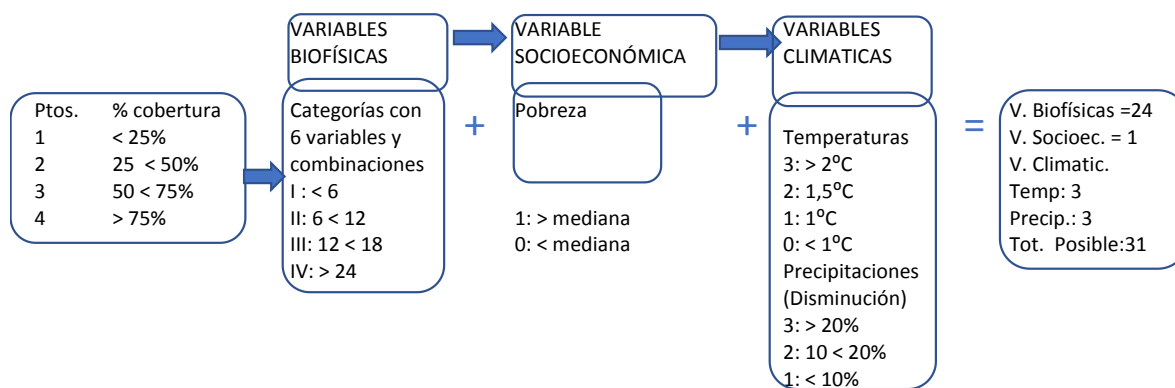 VARIABLES
BIOFÍSICAS
VARIABLE
SOCIOECONÓMICA
VARIABLES
CLIMATICAS
Ptos. % cobertura
1 < 25%
2 25 < 50%
3 50 < 75%
4 > 75%
Categorías con
6 variables y
combinaciones
I : < 6
II: 6 < 12
III: 12 < 18
IV: > 24
+
Pobreza
1: > mediana
0: < mediana
+
Temperaturas
3: > 2ºC
2: 1,5ºC
1: 1ºC
0: < 1ºC
Precipitaciones
(Disminución)
3: > 20%
2: 10 < 20%
1: < 10%
=
V. Biofísicas =24
V. Socioec. = 1
V. Climatic.
Temp: 3
Precip.: 3
Tot. Posible:31